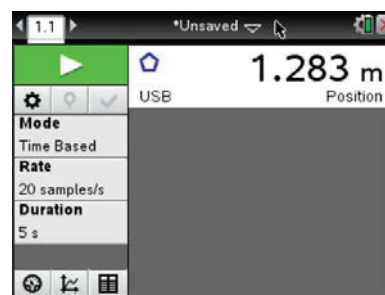 1.1
*Unsaved
1.283 m
USB
Position
Mode
Time Based
Rate
20 samples/s
Duration
5 s